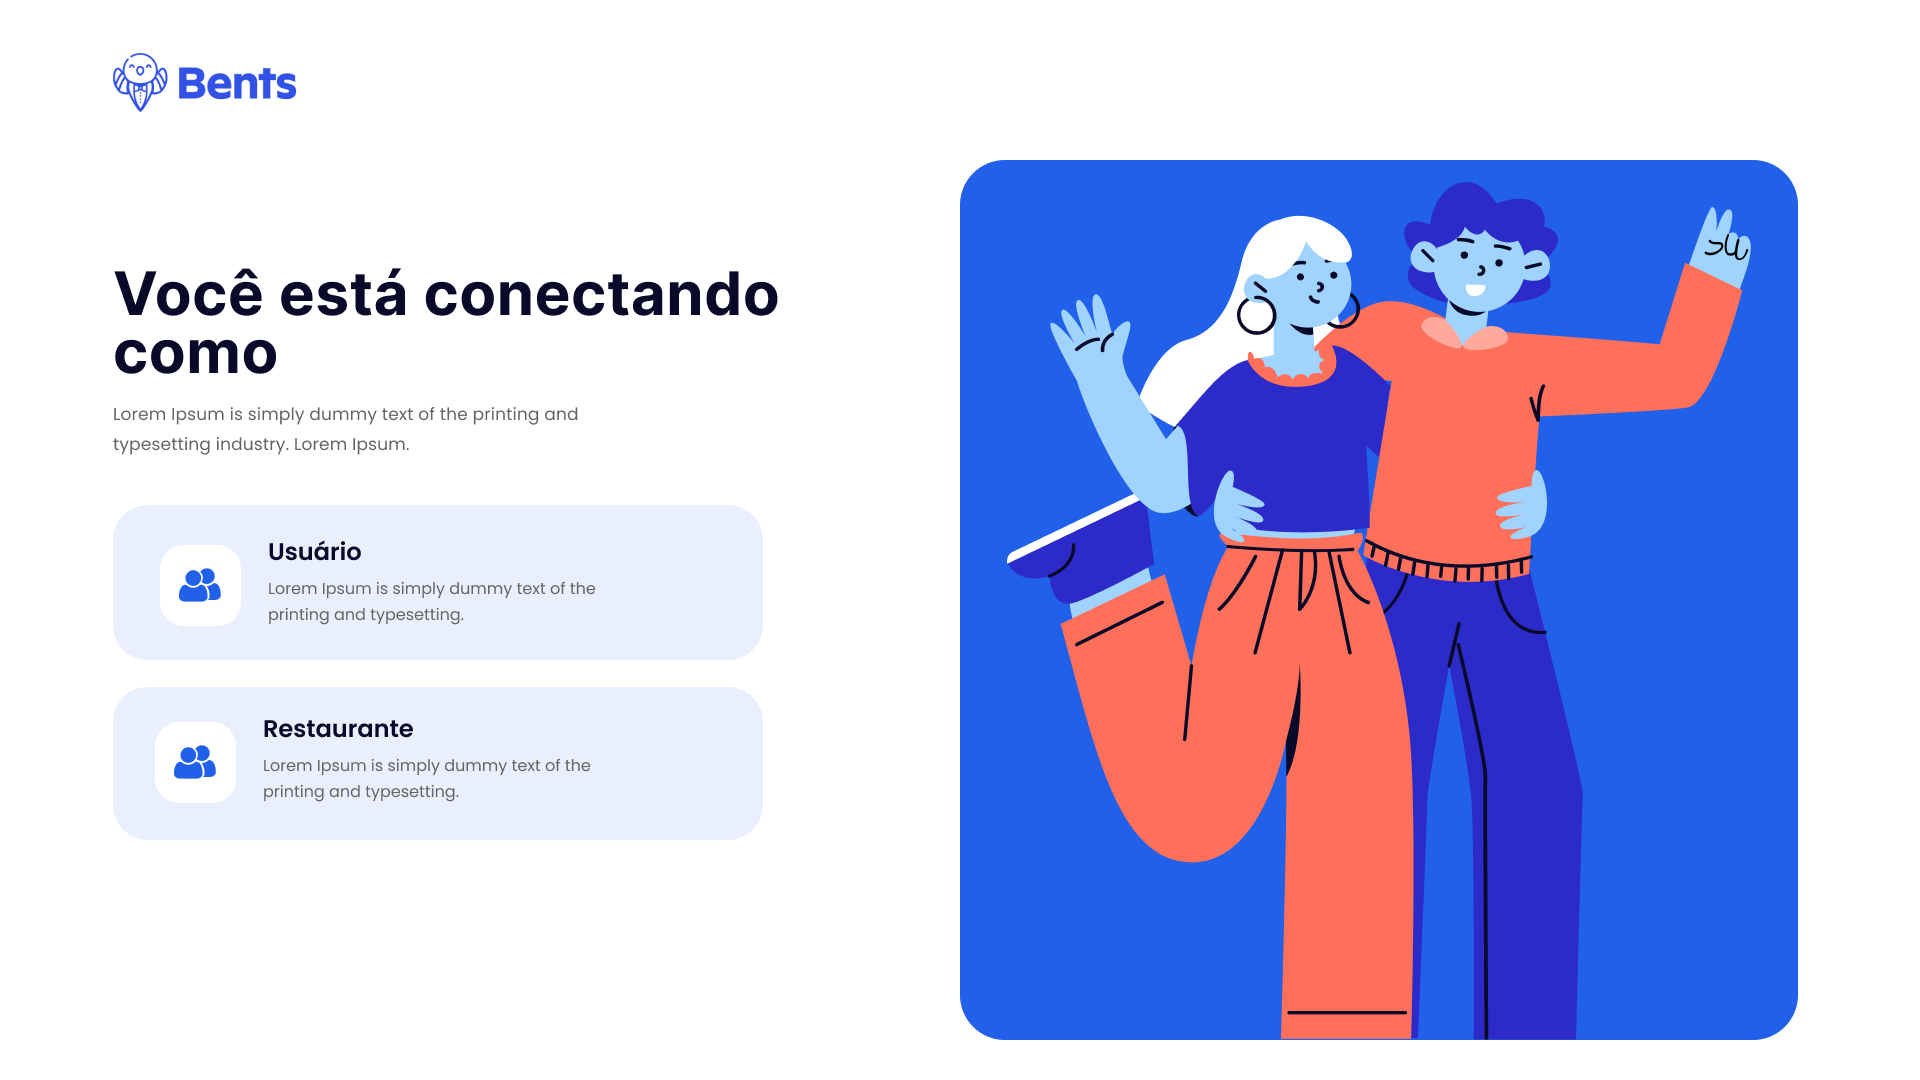 Bents
Você está conectando
como
Lorem Ipsum is simply dummy text of the printing and
typesetting industry. Lorem Ipsum.
Usuário
Lorem Ipsum is simply dummy text of the
printing and typesetting.
Restaurante
Lorem Ipsum is simply dummy text of the
printing and typesetting.